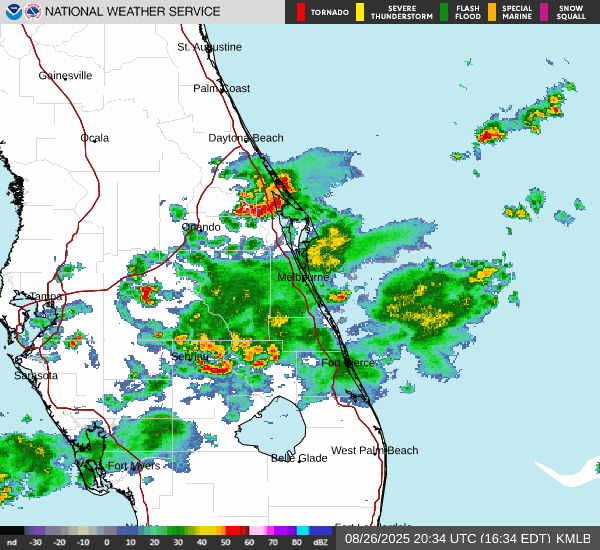 NATIONAL WEATHER SERVICE
TORNADO
SEVERE THUNDERSTORM
FLASH FLOOD
SPECIAL MARINE
SNOW SQUALL
St. Augustine
Gainesville
Palm Coast
Ocala
Daytona Beach
Orlando
Melbourne
Tampa
Sebring
Fort Pierce
Sarasota
West Palm Beach
Belle Glade
Fort Myers
Fort Lauderdale
nd -30 -20 -10 0 10 20 30 40 50 60 70 80 dBZ
08/26/2025 20:34 UTC (16:34 EDT) KMLB